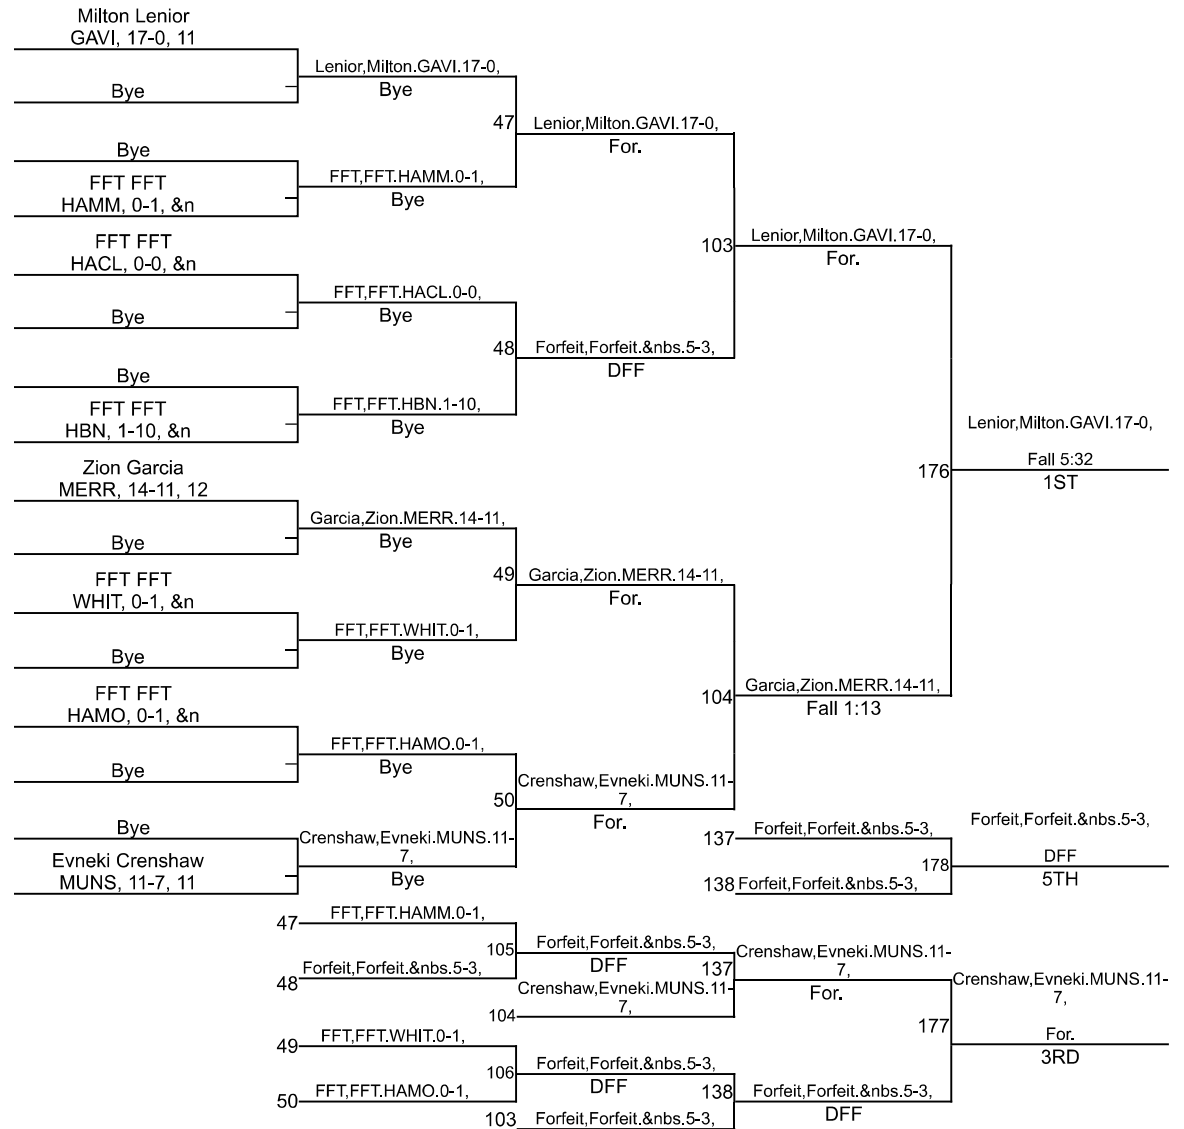 Milton Lenior
GAVI, 17-0, 11
Bye
Bye
FFT FFT
HAMM, 0-1, &n
FFT FFT
HACL, 0-0, &n
Bye
Bye
FFT FFT
HBN, 1-10, &n
Zion Garcia
MERR, 14-11, 12
Bye
FFT FFT
WHIT, 0-1, &n
Bye
FFT FFT
HAMO, 0-1, &n
Bye
Bye
Evneki Crenshaw
MUNS, 11-7, 11
Lenior,Milton.GAVI.17-0,
Bye
47
FFT,FFT.HAMM.0-1,
Bye
FFT,FFT.HACL.0-0,
Bye
48
FFT,FFT.HBN.1-10,
Bye
Garcia,Zion.MERR.14-11,
Bye
49
FFT,FFT.WHIT.0-1,
Bye
FFT,FFT.HAMO.0-1,
Bye
50
Crenshaw,Evneki.MUNS.11-
7,
Bye
Lenior,Milton.GAVI.17-0,
For.
103
Forfeit,Forfeit.&nbs.5-3,
DFF
Garcia,Zion.MERR.14-11,
For.
104
Crenshaw,Evneki.MUNS.11-
7,
For.
Lenior,Milton.GAVI.17-0,
For.
176
Garcia,Zion.MERR.14-11,
Fall 1:13
Lenior,Milton.GAVI.17-0,
Fall 5:32
1ST
137
Forfeit,Forfeit.&nbs.5-3,
178
138
Forfeit,Forfeit.&nbs.5-3,
Forfeit,Forfeit.&nbs.5-3,
DFF
5TH
47
FFT,FFT.HAMM.0-1,
105
48
Forfeit,Forfeit.&nbs.5-3,
Forfeit,Forfeit.&nbs.5-3,
DFF
137
104
Crenshaw,Evneki.MUNS.11-
7,
Crenshaw,Evneki.MUNS.11-
7,
For.
49
FFT,FFT.WHIT.0-1,
106
50
FFT,FFT.HAMO.0-1,
Forfeit,Forfeit.&nbs.5-3,
DFF
138
103
Forfeit,Forfeit.&nbs.5-3,
Forfeit,Forfeit.&nbs.5-3,
DFF
177
Crenshaw,Evneki.MUNS.11-
7,
For.
3RD